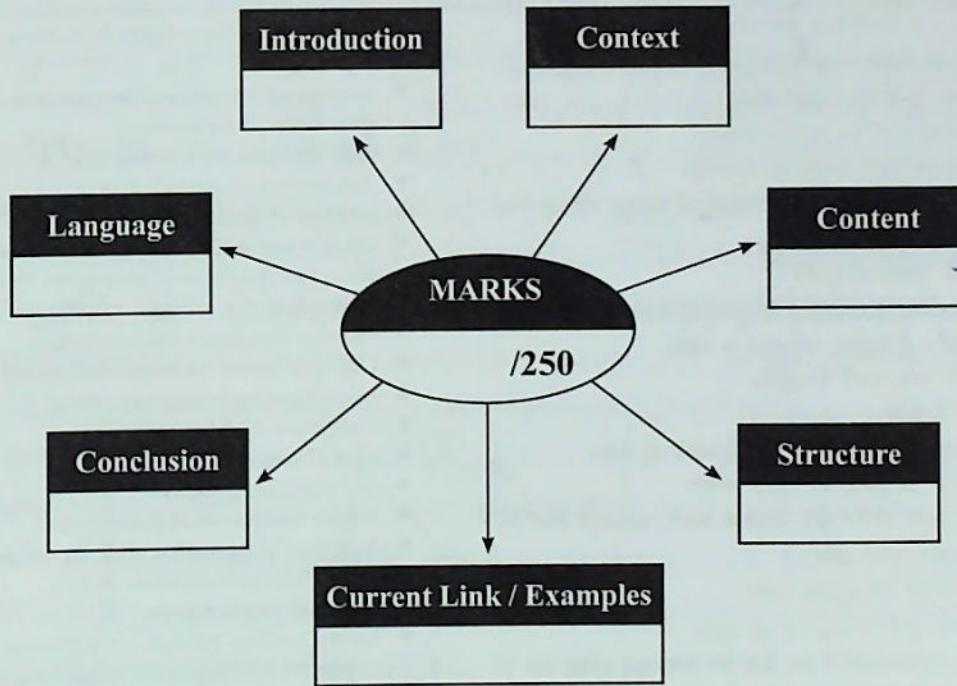 Introduction
Context
Language
Content
MARKS
/250
Conclusion
Structure
Current Link / Examples